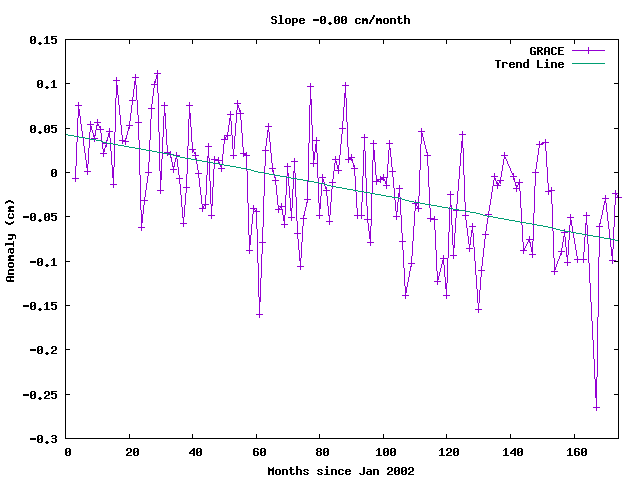 Slope -0.00 cm/month
GRACE
Trend Line
0.15
0.1
0.05
0
-0.05
-0.1
-0.15
-0.2
-0.25
-0.3
Anomaly (cm)
0 20 40 60 80 100 120 140 160
Months since Jan 2002